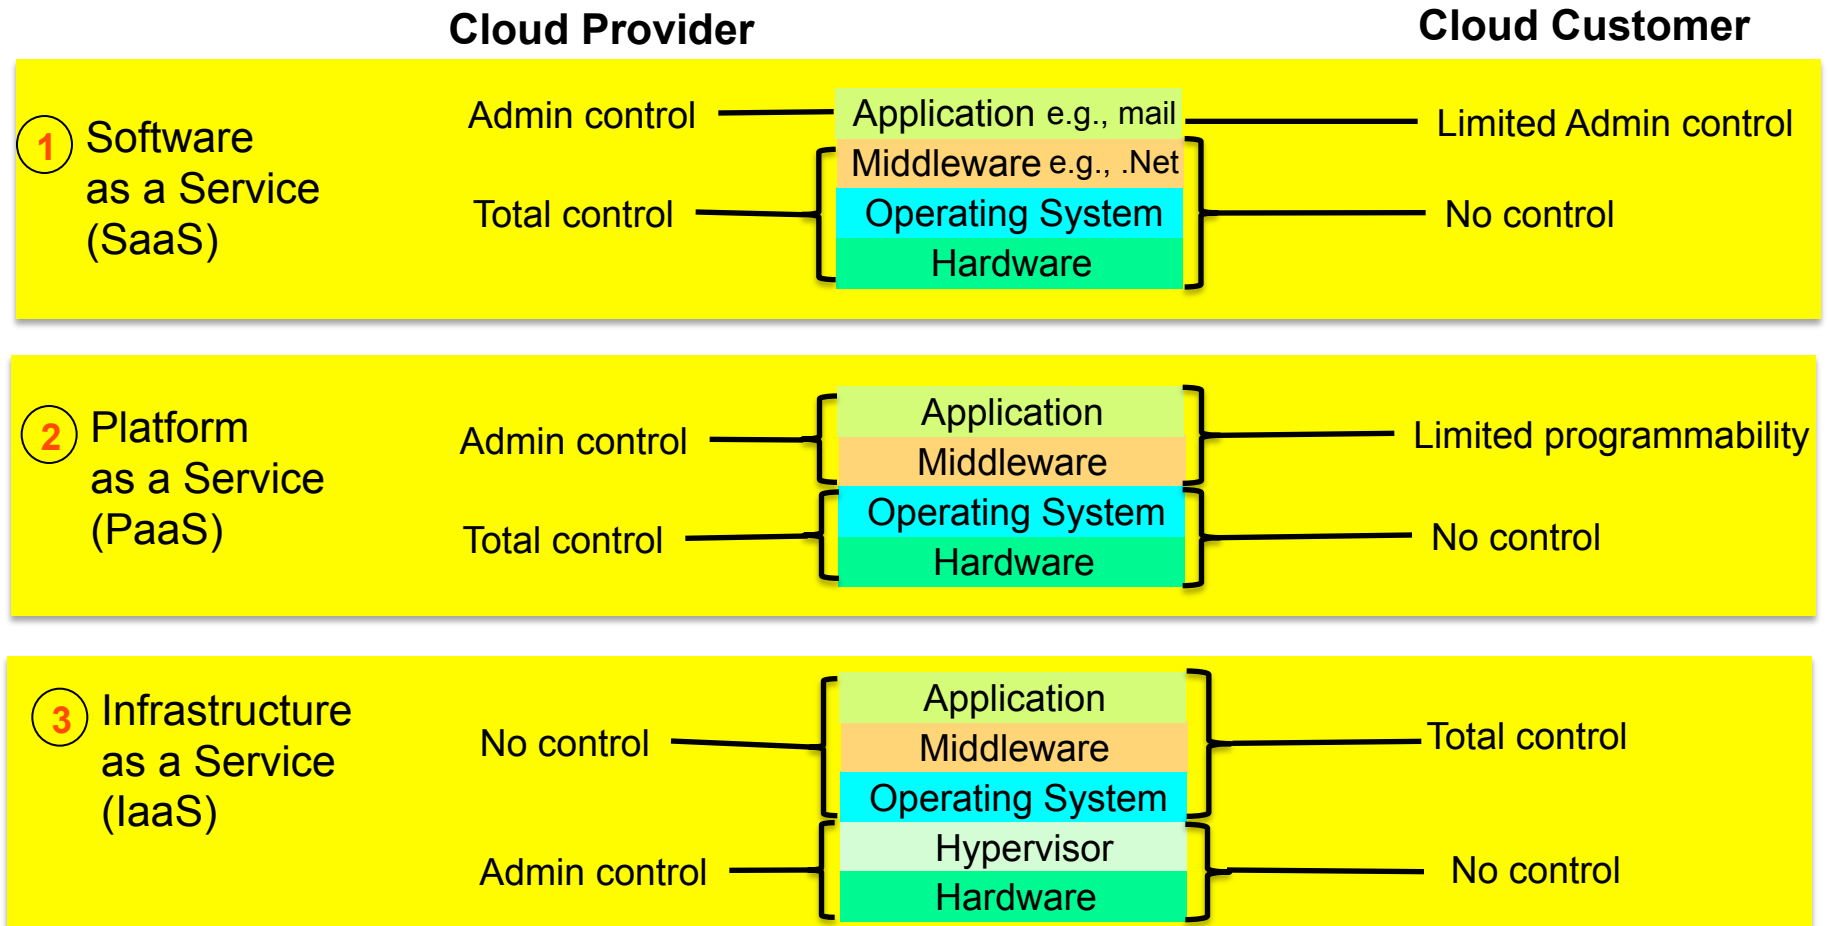 Cloud Provider
Cloud Customer
1
Software
as a Service
(SaaS)
Admin control
Total control
Application e.g., mail
Middleware e.g., .Net
Operating System
Hardware
Limited Admin control
No control
2
Platform
as a Service
(PaaS)
Admin control
Total control
Application
Middleware
Operating System
Hardware
Limited programmability
No control
3
Infrastructure
as a Service
(IaaS)
No control
Admin control
Application
Middleware
Operating System
Hypervisor
Hardware
Total control
No control